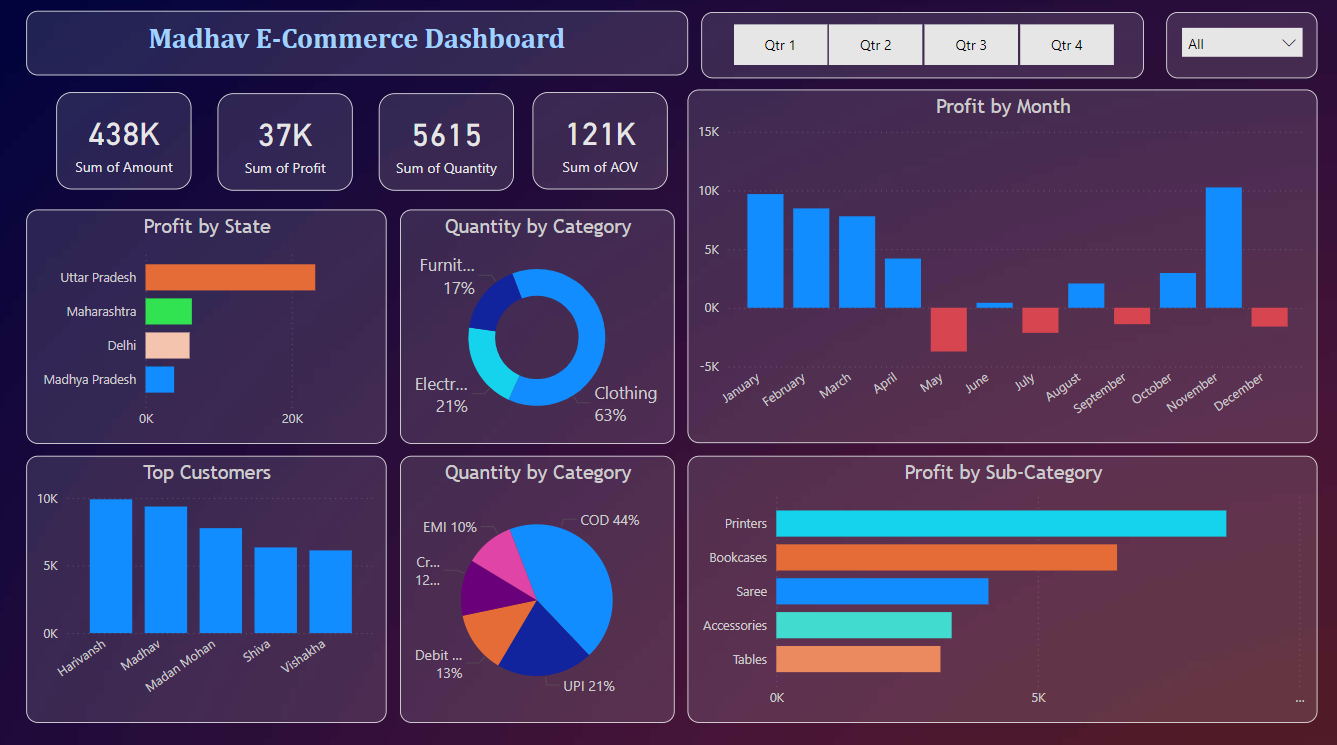 Madhav E-Commerce Dashboard
Qtr 1
Qtr 2
Qtr 3
Qtr 4
All
438K
Sum of Amount
37K
Sum of Profit
5615
Sum of Quantity
121K
Sum of AOV
Profit by Month
15K
10K
5K
0K
-5K
January
February
March
April
May
June
July
August
September
October
November
December
Profit by State
Uttar Pradesh
Maharashtra
Delhi
Madhya Pradesh
0K
20K
Quantity by Category
Furnit...
17%
Electr...
21%
Clothing
63%
Top Customers
10K
5K
0K
Harivansh
Madhav
Madan Mohan
Shiva
Vishakha
Quantity by Category
EMI 10%
COD 44%
Cr...
12...
Debit ...
13%
UPI 21%
Profit by Sub-Category
Printers
Bookcases
Saree
Accessories
Tables
0K
5K
...